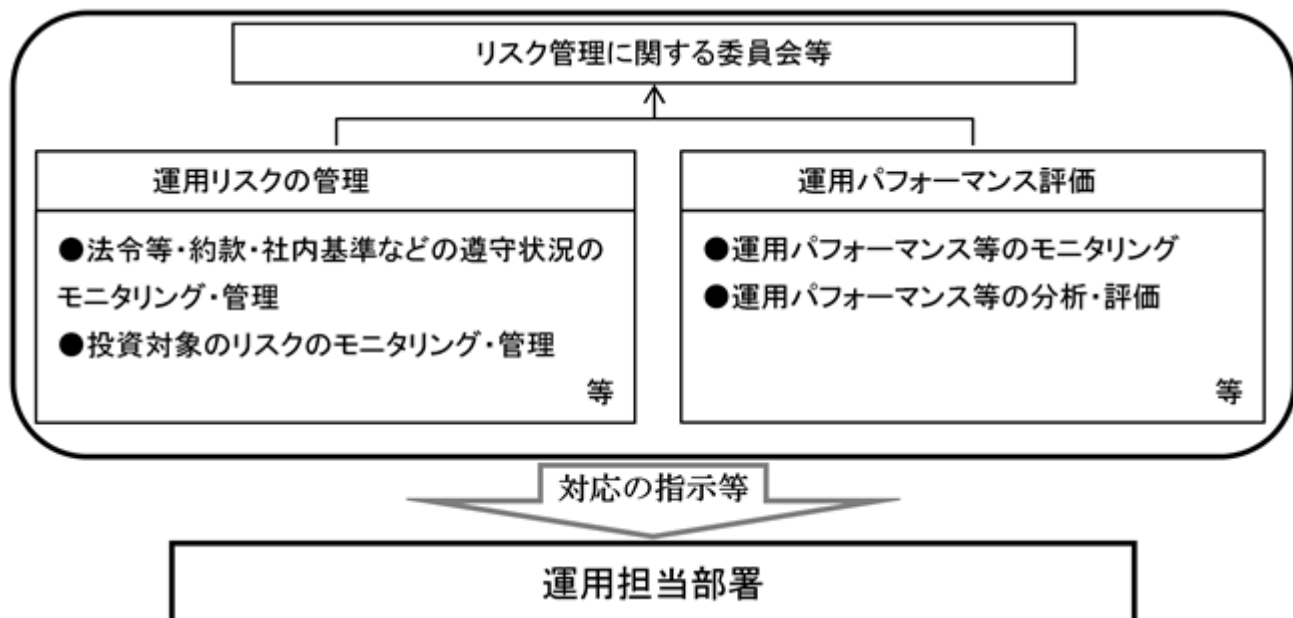 リスク管理に関する委員会等
運用リスクの管理
●法令等・約款・社内基準などの遵守状況の
モニタリング・管理
●投資対象のリスクのモニタリング・管理
等
運用パフォーマンス評価
●運用パフォーマンス等のモニタリング
●運用パフォーマンス等の分析・評価
等
対応の指示等
運用担当部署